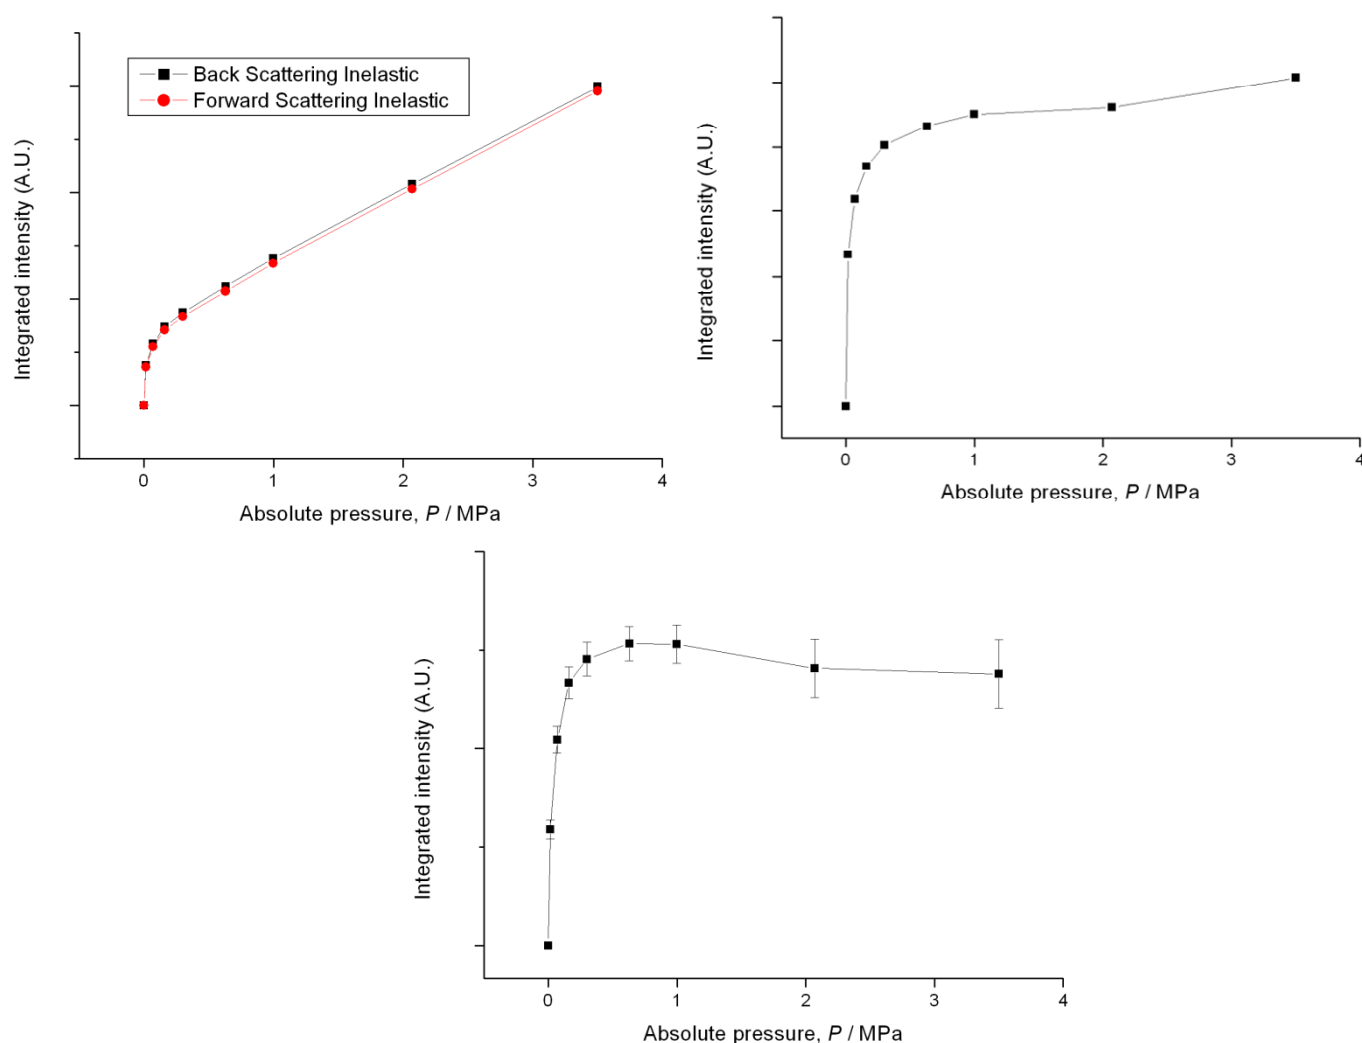 Back Scattering Inelastic
Forward Scattering Inelastic
Integrated intensity (A.U.)
0 1 2 3 4
Absolute pressure, P / MPa
Integrated intensity (A.U.)
0 1 2 3 4
Absolute pressure, P / MPa
Integrated intensity (A.U.)
0 1 2 3 4
Absolute pressure, P / MPa